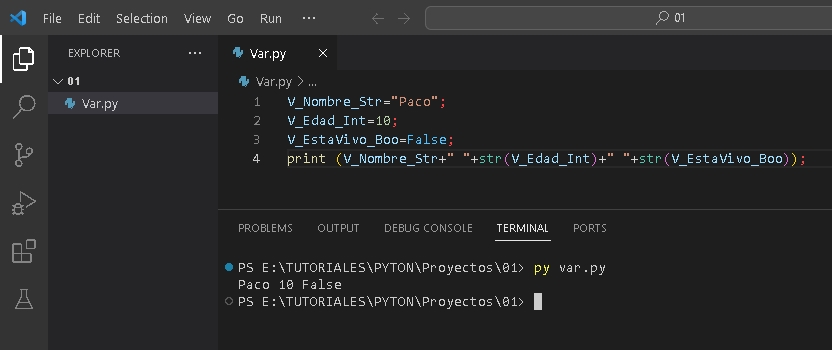 File Edit Selection View Go Run ··· 01
EXPLORER ···
01
Var.py
Var.py
Var.py > ...
1 V_Nombre_Str="Paco";
2 V_Edad_Int=10;
3 V_EstaVivo_Boo=False;
4 print (V_Nombre_Str+" "+str(V_Edad_Int)+" "+str(V_EstaVivo_Boo));
PROBLEMS OUTPUT DEBUG CONSOLE TERMINAL PORTS
PS E:\TUTORIALES\PYTON\Proyectos\01> py var.py
Paco 10 False
PS E:\TUTORIALES\PYTON\Proyectos\01>